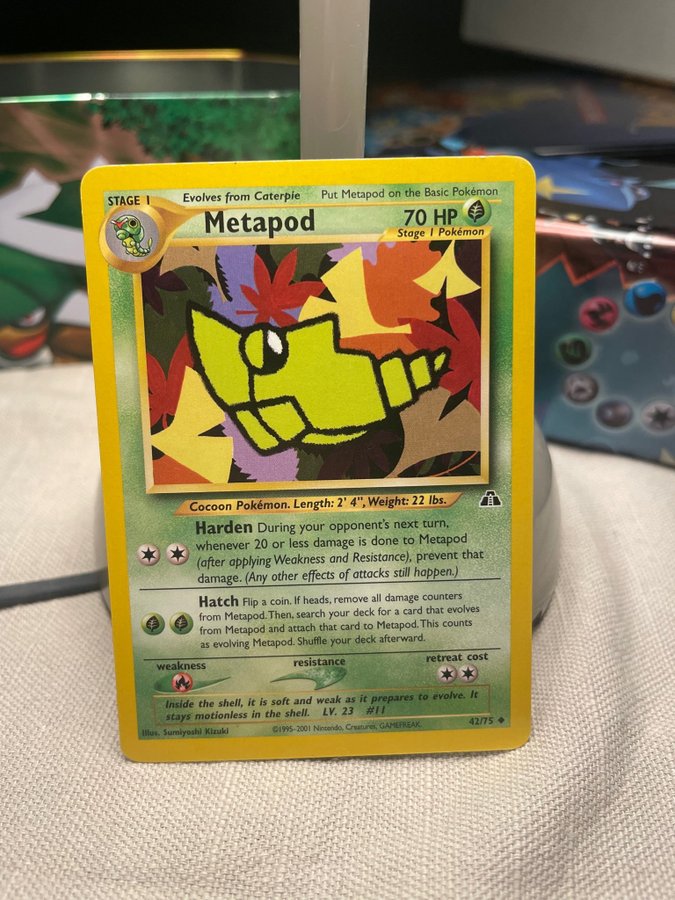 STAGE 1 Evolves from Caterpie Put Metapod on the Basic Pokémon
Metapod 70 HP
Stage 1 Pokémon
Cocoon Pokémon. Length: 2' 4", Weight: 22 lbs.
Harden During your opponent's next turn,
whenever 20 or less damage is done to Metapod
(after applying Weakness and Resistance), prevent that
damage. (Any other effects of attacks still happen.)
Hatch Flip a coin. If heads, remove all damage counters
from Metapod. Then, search your deck for a card that evolves
from Metapod and attach that card to Metapod. This counts
as evolving Metapod. Shuffle your deck afterward.
weakness resistance retreat cost
Inside the shell, it is soft and weak as it prepares to evolve. It
stays motionless in the shell. LV. 23 #11
Illus. Sumiyoshi Kizuki ©1995-2001 Nintendo, Creatures, GAMEFREAK. 42/75